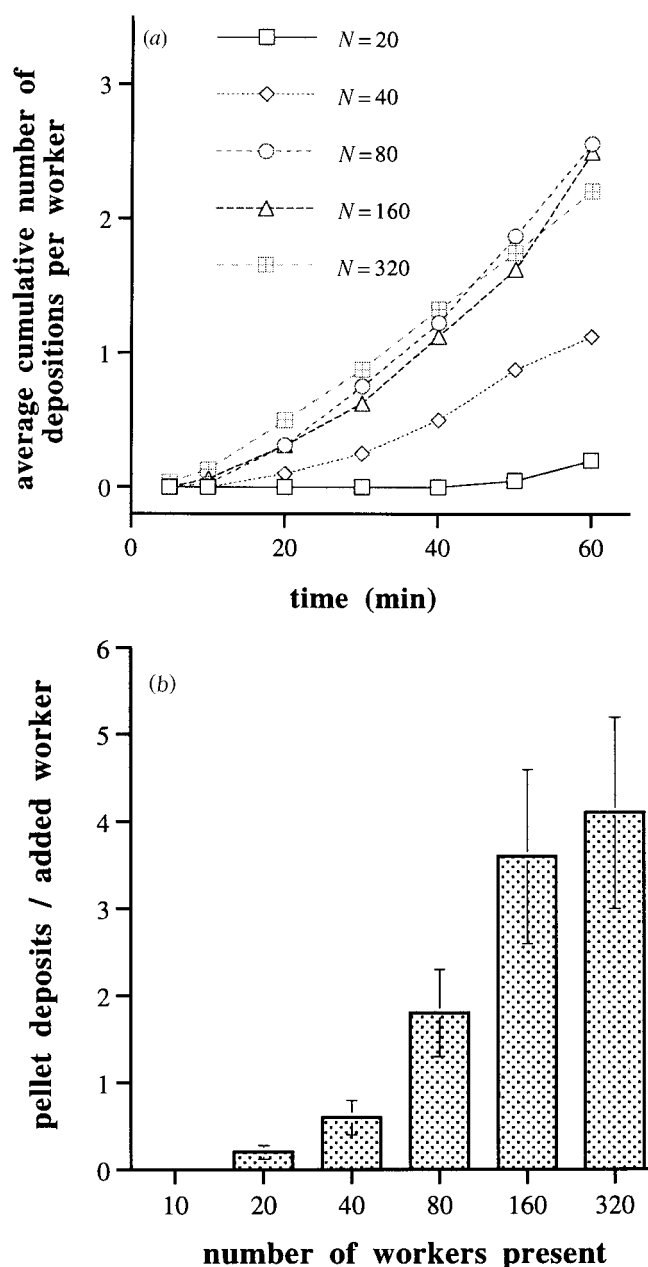 (a)
N = 20
N = 40
N = 80
N = 160
N = 320
average cumulative number of
depositions per worker
3
2
1
0
0
20
40
60
time (min)
(b)
pellet deposits / added worker
6
5
4
3
2
1
0
10
20
40
80
160
320
number of workers present